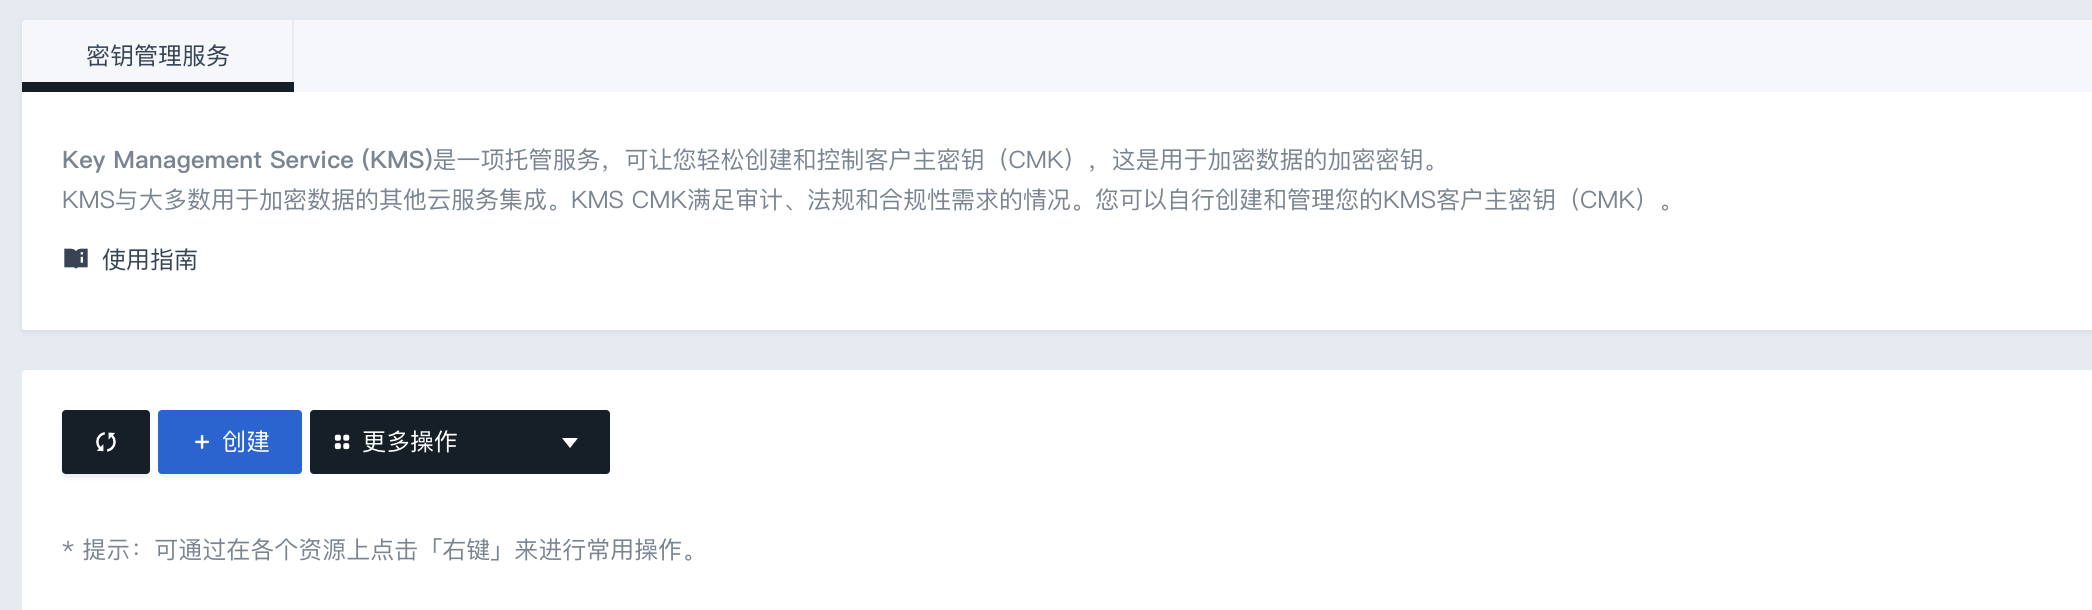 密钥管理服务
Key Management Service (KMS)是一项托管服务，可让您轻松创建和控制客户主密钥（CMK），这是用于加密数据的加密密钥。
KMS与大多数用于加密数据的其他云服务集成。KMS CMK满足审计、法规和合规性需求的情况。您可以自行创建和管理您的KMS客户主密钥（CMK）。
使用指南
+ 创建
更多操作
* 提示：可通过在各个资源上点击「右键」来进行常用操作。